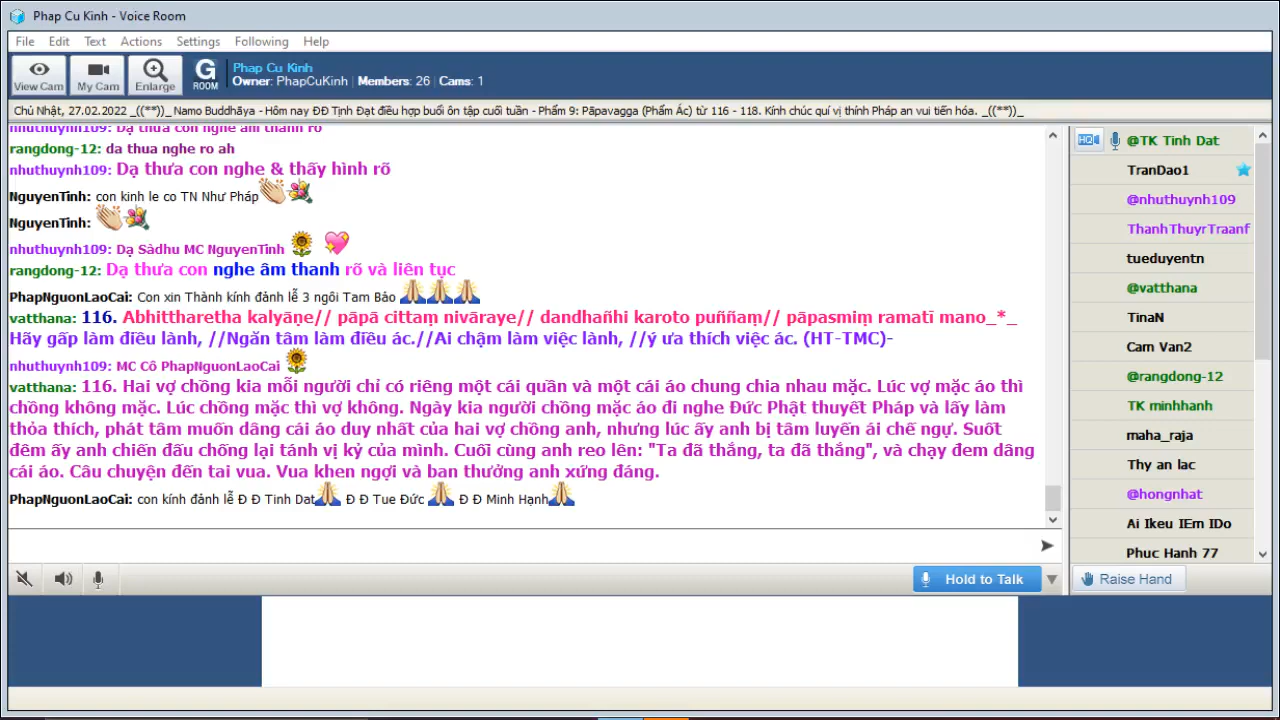 Phap Cu Kinh - Voice Room
File Edit Text Actions Settings Following Help
View Cam
My Cam
Enlarge
G ROOM
Phap Cu Kinh
Owner: PhapCuKinh | Members: 26 | Cams: 1
Chủ Nhật, 27.02.2022 _((**))_ Namo Buddhāya - Hôm nay ĐĐ Tịnh Đạt điều hợp buổi ôn tập cuối tuần - Phẩm 9: Pāpavagga (Phẩm Ác) từ 116 - 118. Kính chúc quí vị thính Pháp an vui tiến hóa. _((**)_
nhuthuynh109: Dạ thưa con nghe âm thanh rõ
rangdong-12: da thua nghe ro ah
nhuthuynh109: Dạ thưa con nghe & thấy hình rõ
NguyenTinh: con kinh le co TN Như Pháp
NguyenTinh:
nhuthuynh109: Dạ Sàdhu MC NguyenTinh
rangdong-12: Dạ thưa con nghe âm thanh rõ và liên tục
PhapNguonLaoCai: Con xin Thành kính đảnh lễ 3 ngôi Tam Bảo
vatthana: 116. Abhittharetha kalyāṇe// pāpā cittaṃ nivāraye// dandhañhi karoto puññaṃ// pāpasmiṃ ramatī mano_*_
Hãy gấp làm điều lành, //Ngăn tâm làm điều ác.//Ai chậm làm việc lành, //ý ưa thích việc ác. (HT-TMC)-
nhuthuynh109: MC Cô PhapNguonLaoCai
vatthana: 116. Hai vợ chồng kia mỗi người chỉ có riêng một cái quần và một cái áo chung chia nhau mặc. Lúc vợ mặc áo thì
chồng không mặc. Lúc chồng mặc thì vợ không. Ngày kia người chồng mặc áo đi nghe Đức Phật thuyết Pháp và lấy làm
thỏa thích, phát tâm muốn dâng cái áo duy nhất của hai vợ chồng anh, nhưng lúc ấy anh bị tâm luyến ái chế ngự. Suốt
đêm ấy anh chiến đấu chống lại tánh vị kỷ của mình. Cuối cùng anh reo lên: "Ta đã thắng, ta đã thắng", và chạy đem dâng
cái áo. Câu chuyện đến tai vua. Vua khen ngợi và ban thưởng anh xứng đáng.
PhapNguonLaoCai: con kính đảnh lễ Đ Đ Tinh Dat Đ Đ Tue Đức Đ Đ Minh Hạnh
Hold to Talk
HQ
@TK Tinh Dat
TranDao1
@nhuthuynh109
ThanhThuyrTraanf
tueduyentn
@vatthana
TinaN
Cam Van2
@rangdong-12
TK minhhanh
maha_raja
Thy an lac
@hongnhat
Ai Ikeu IEm IDo
Phuc Hanh 77
Raise Hand